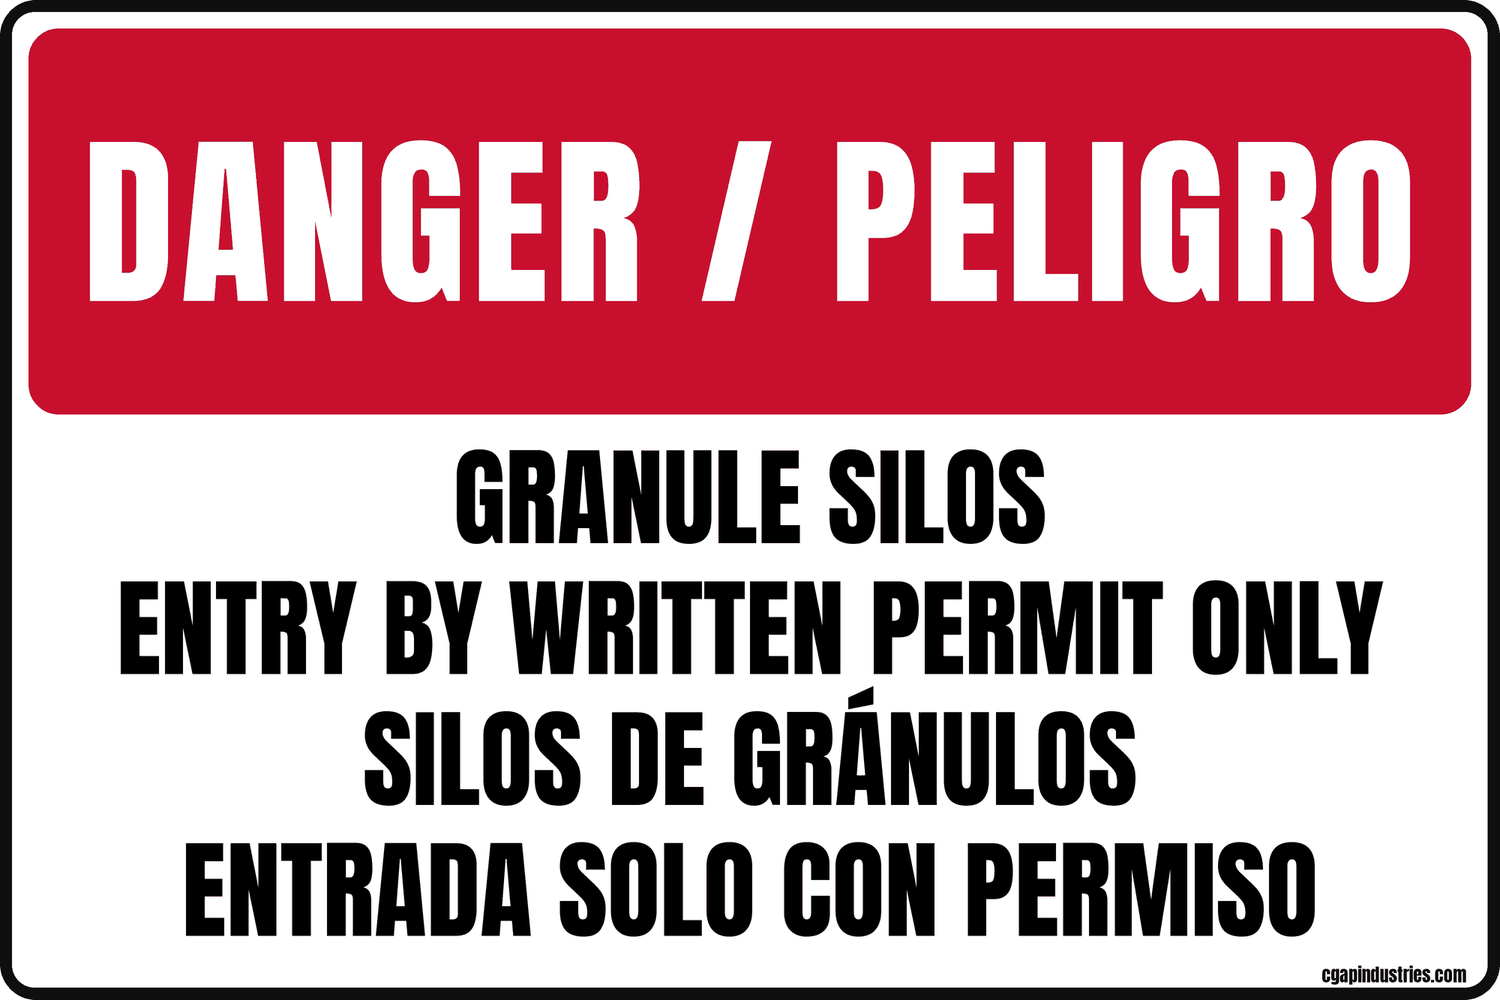 DANGER / PELIGRO
GRANULE SILOS
ENTRY BY WRITTEN PERMIT ONLY
SILOS DE GRÁNULOS
ENTRADA SOLO CON PERMISO
cgapindustries.com